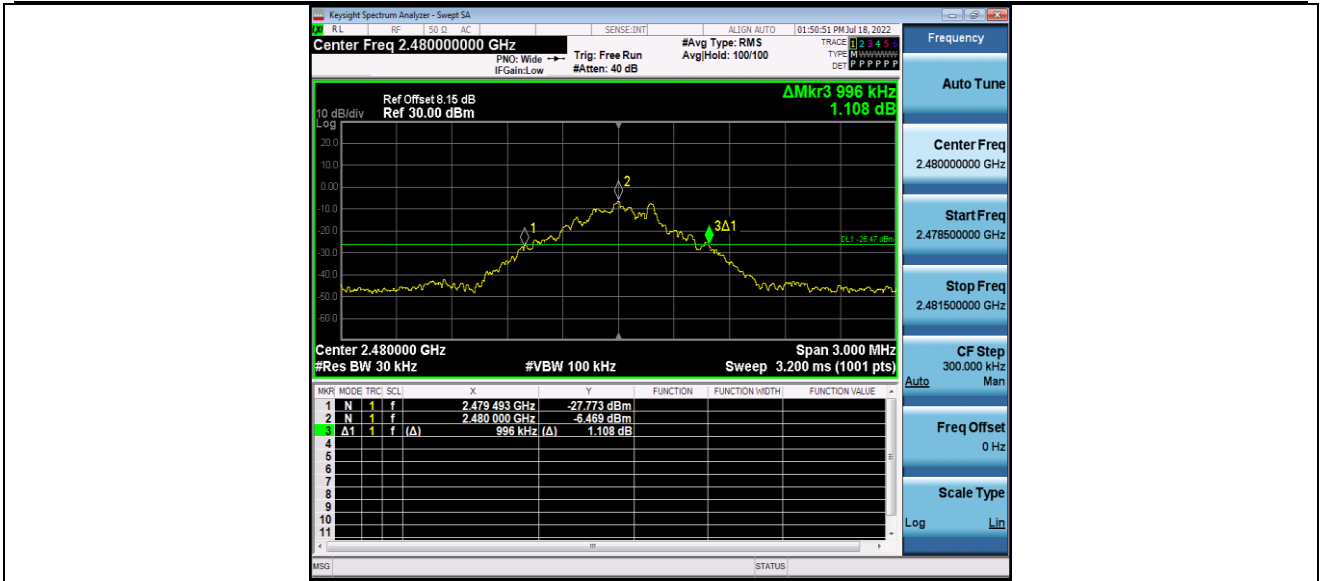 Keysight Spectrum Analyzer - Swept SA
RL RF 50 Ω AC SENSE:INT ALIGN AUTO 01:50:51 PM Jul 18, 2022
Center Freq 2.480000000 GHz
PNO: Wide
IFGain:Low
Trig: Free Run
#Atten: 40 dB
#Avg Type: RMS
Avg|Hold: 100/100
TRACE 1 2 3 4 5 6
TYPE M WWWWW
DET P P P P P P
Frequency
Auto Tune
Center Freq
2.480000000 GHz
Start Freq
2.478500000 GHz
Stop Freq
2.481500000 GHz
CF Step
300.000 kHz
Auto Man
Freq Offset
0 Hz
Scale Type
Log Lin
ΔMkr3 996 kHz
1.108 dB
Ref Offset 8.15 dB
10 dB/div Ref 30.00 dBm
Log
20.0
10.0
0.00
-10.0
-20.0
-30.0
-40.0
-50.0
-60.0
1
2
3Δ1
DL1 -26.47 dBm
Center 2.480000 GHz Span 3.000 MHz
#Res BW 30 kHz #VBW 100 kHz Sweep 3.200 ms (1001 pts)
MKR MODE TRC SCL X Y FUNCTION FUNCTION WIDTH FUNCTION VALUE
1 N 1 f 2.479 493 GHz -27.773 dBm
2 N 1 f 2.480 000 GHz -6.469 dBm
3 Δ1 1 f (Δ) 996 kHz (Δ) 1.108 dB
4
5
6
7
8
9
10
11
MSG STATUS